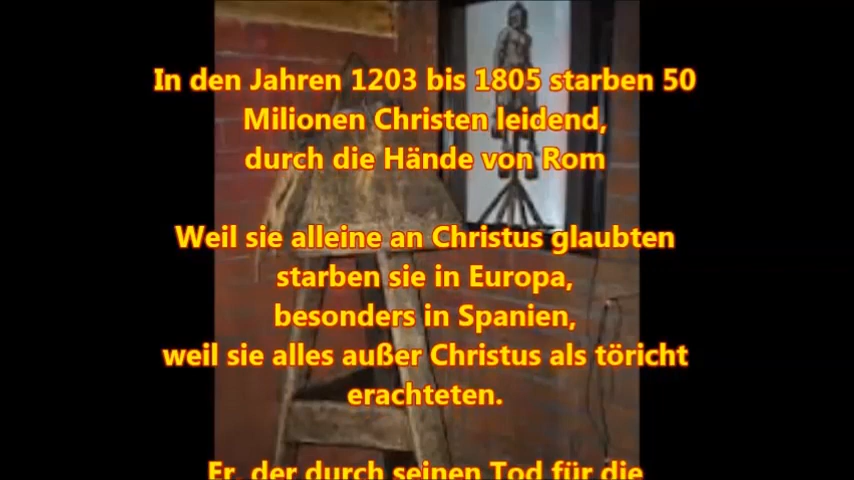 In den Jahren 1203 bis 1805 starben 50
Milionen Christen leidend,
durch die Hände von Rom
Weil sie alleine an Christus glaubten
starben sie in Europa,
besonders in Spanien,
weil sie alles außer Christus als töricht
erachteten.
Er, der durch seinen Tod für die